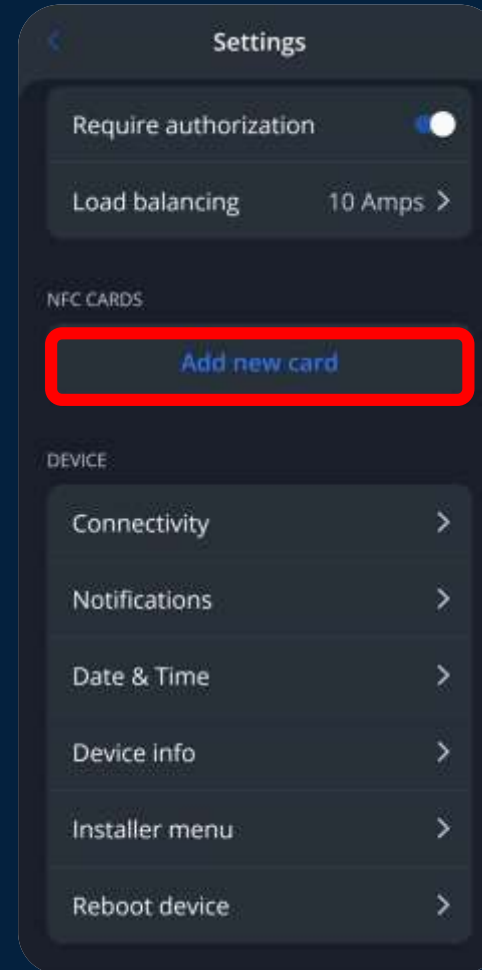 Settings
Require authorization
Load balancing 10 Amps
NFC CARDS
Add new card
DEVICE
Connectivity
Notifications
Date & Time
Device info
Installer menu
Reboot device